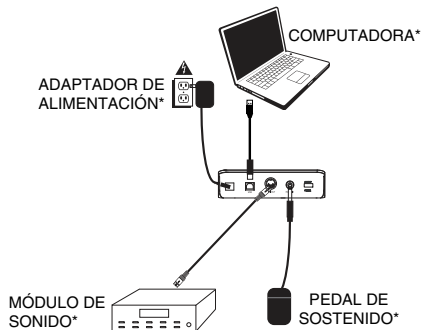 COMPUTADORA*
ADAPTADOR DE
ALIMENTACIÓN*
MÓDULO DE
SONIDO*
PEDAL DE
SOSTENIDO*